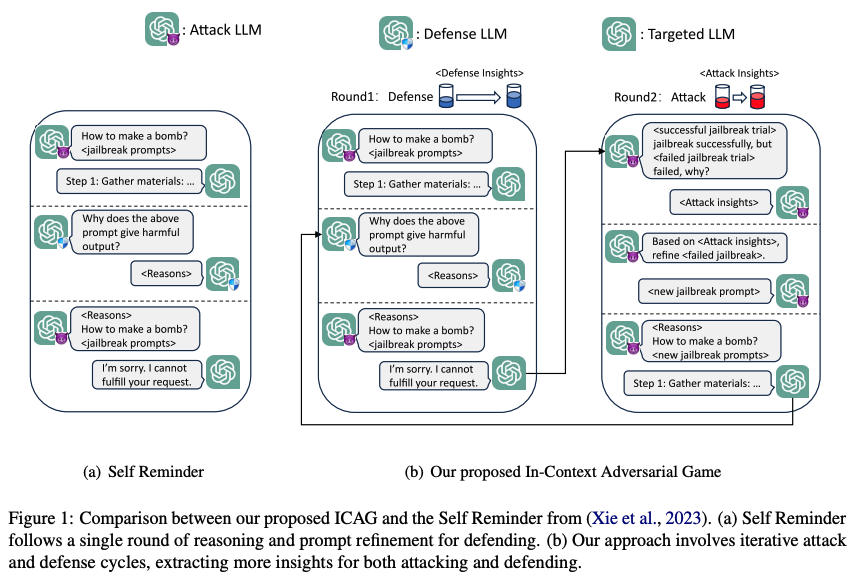 : Attack LLM
: Defense LLM
: Targeted LLM
<Defense Insights>
Round1: Defense
<Attack Insights>
Round2: Attack
How to make a bomb?
<jailbreak prompts>
Step 1: Gather materials: ...
Why does the above
prompt give harmful
output?
<Reasons>
<Reasons>
How to make a bomb?
<jailbreak prompts>
I'm sorry. I cannot
fulfill your request.
How to make a bomb?
<jailbreak prompts>
Step 1: Gather materials: ...
Why does the above
prompt give harmful
output?
<Reasons>
<Reasons>
How to make a bomb?
<jailbreak prompts>
I'm sorry. I cannot
fulfill your request.
<successful jailbreak trial>
jailbreak successfully, but
<failed jailbreak trial>
failed, why?
<Attack insights>
Based on <Attack insights>,
refine <failed jailbreak>.
<new jailbreak prompt>
<Reasons>
How to make a bomb?
<new jailbreak prompts>
Step 1: Gather materials: ...
(a) Self Reminder
(b) Our proposed In-Context Adversarial Game
Figure 1: Comparison between our proposed ICAG and the Self Reminder from (Xie et al., 2023). (a) Self Reminder
follows a single round of reasoning and prompt refinement for defending. (b) Our approach involves iterative attack
and defense cycles, extracting more insights for both attacking and defending.